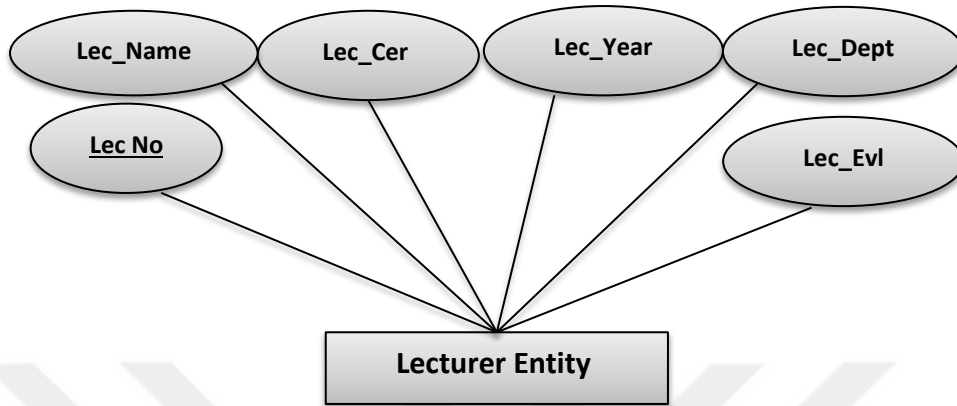 Lec_Name
Lec_Cer
Lec_Year
Lec_Dept
Lec No
Lec_Evl
Lecturer Entity